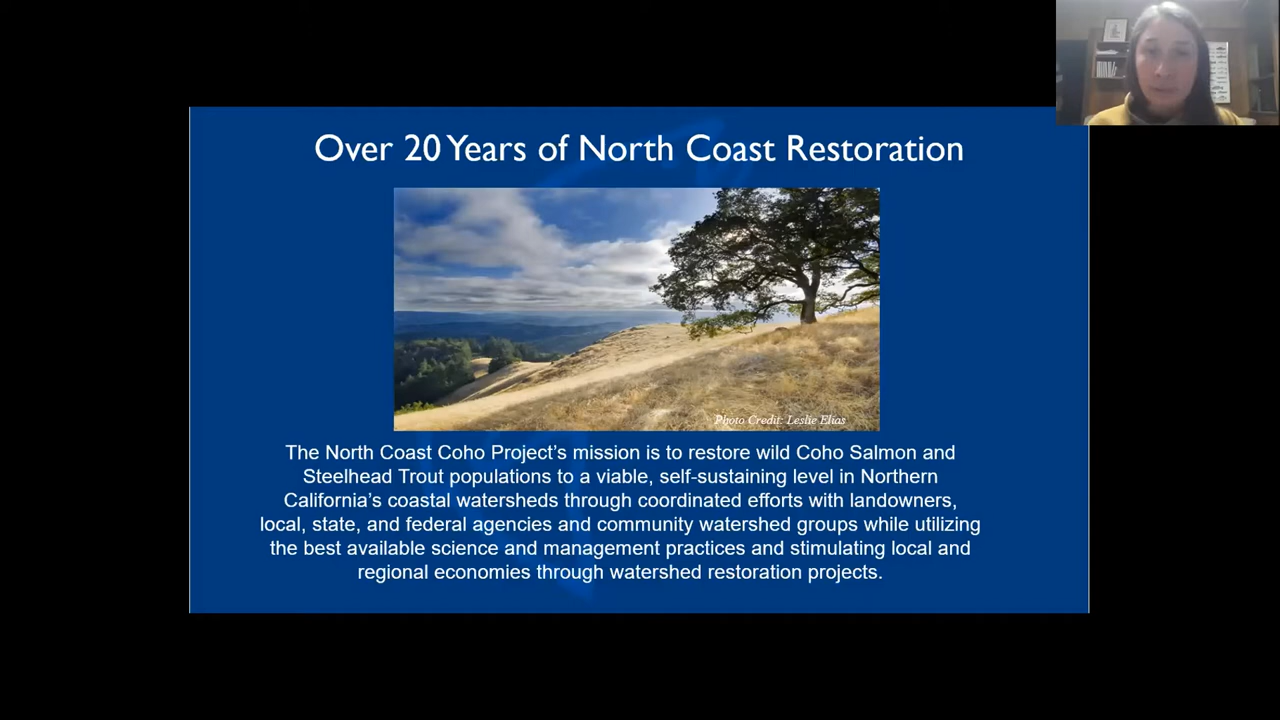 Over 20 Years of North Coast Restoration
Photo Credit: Leslie Elias
The North Coast Coho Project's mission is to restore wild Coho Salmon and
Steelhead Trout populations to a viable, self-sustaining level in Northern
California's coastal watersheds through coordinated efforts with landowners,
local, state, and federal agencies and community watershed groups while utilizing
the best available science and management practices and stimulating local and
regional economies through watershed restoration projects.